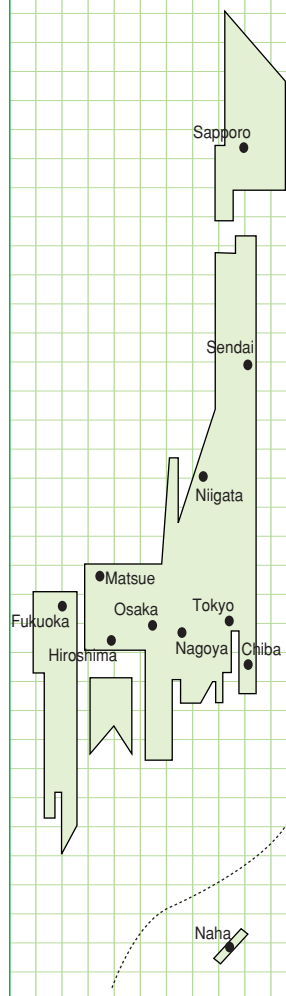 Sapporo
Sendai
Niigata
Matsue
Osaka
Tokyo
Fukuoka
Hiroshima
Nagoya
Chiba
Naha